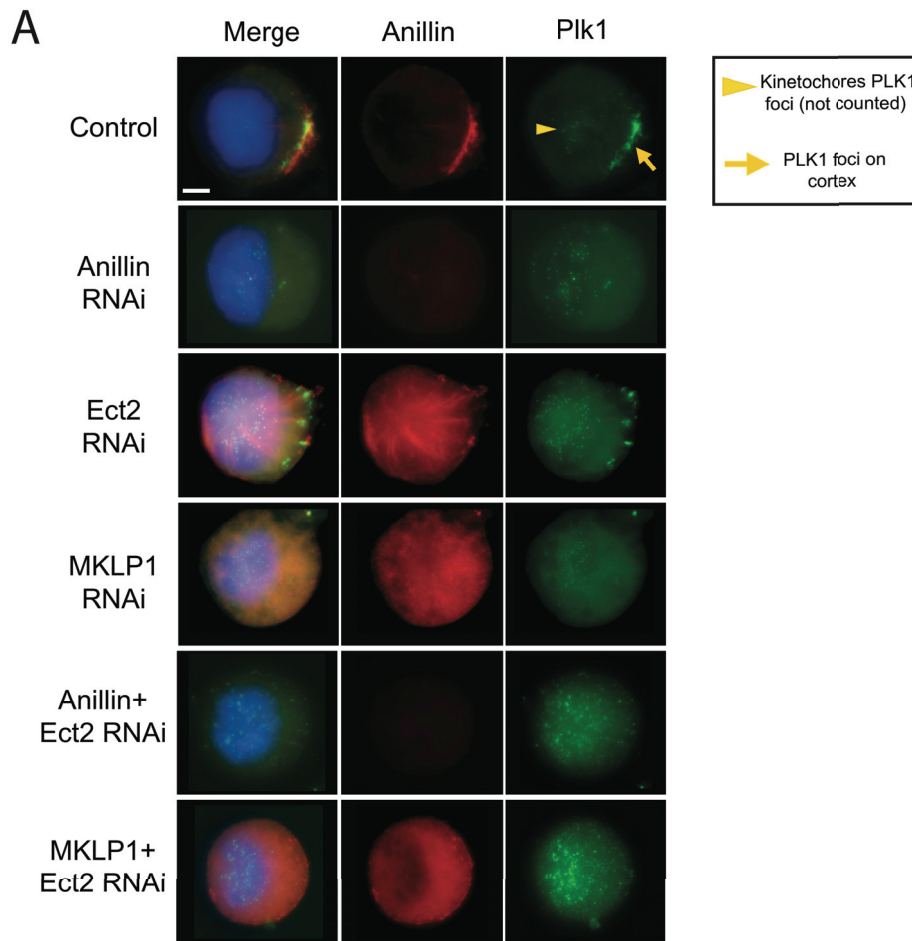 A
Merge
Anillin
Plk1
Kinetochores PLK1
foci (not counted)
PLK1 foci on
cortex
Control
Anillin
RNAi
Ect2
RNAi
MKLP1
RNAi
Anillin+
Ect2 RNAi
MKLP1+
Ect2 RNAi